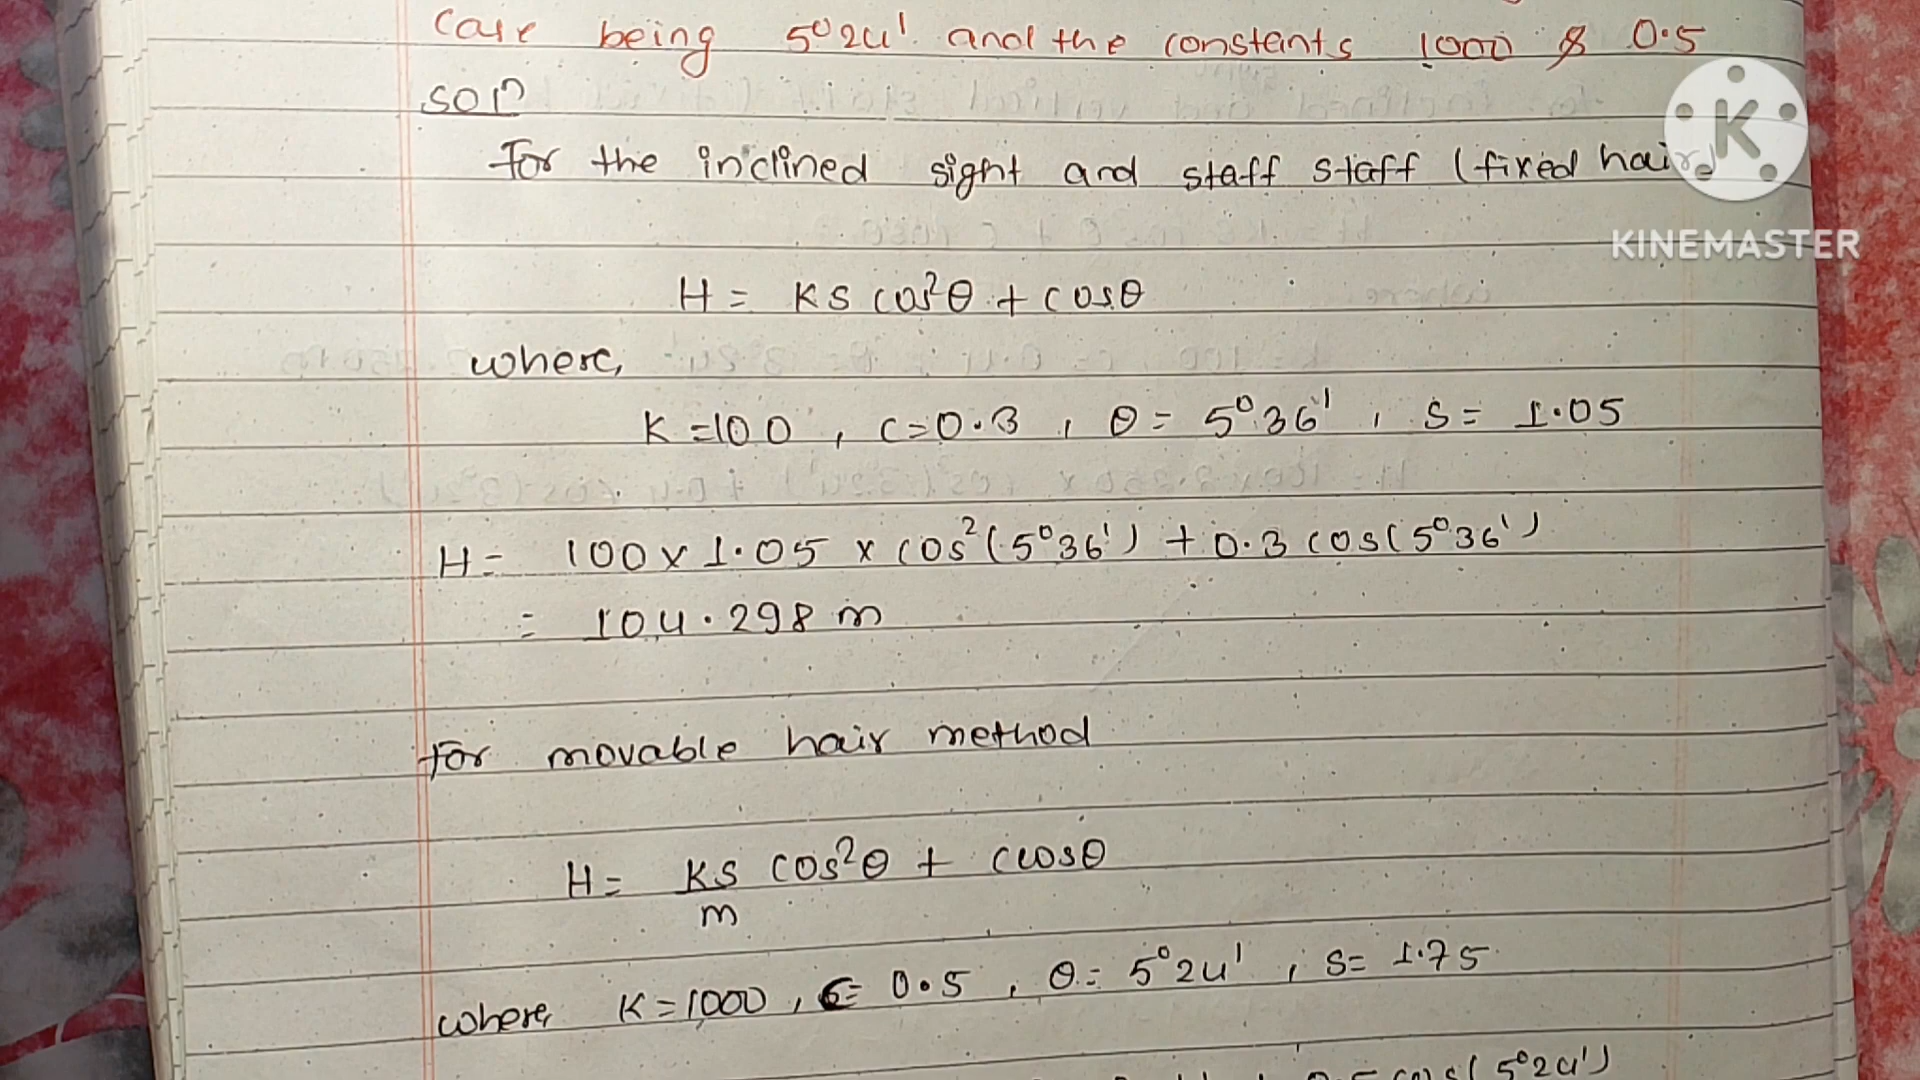 case being 5°24' and the constants 1000 & 0.5
soln
For the inclined sight and staff staff (fixed hair)
KINEMASTER
H = KS cos²θ + cosθ
where,
K = 100, c = 0.3, θ = 5°36', S = 1.05
H = 100 x 1.05 x cos²(5°36') + 0.3 cos(5°36')
= 104.298 m
for movable hair method
H = KS cos²θ + ccosθ
m
where, K = 1000, c = 0.5, θ = 5°24', S = 1.75
cos(5°24')